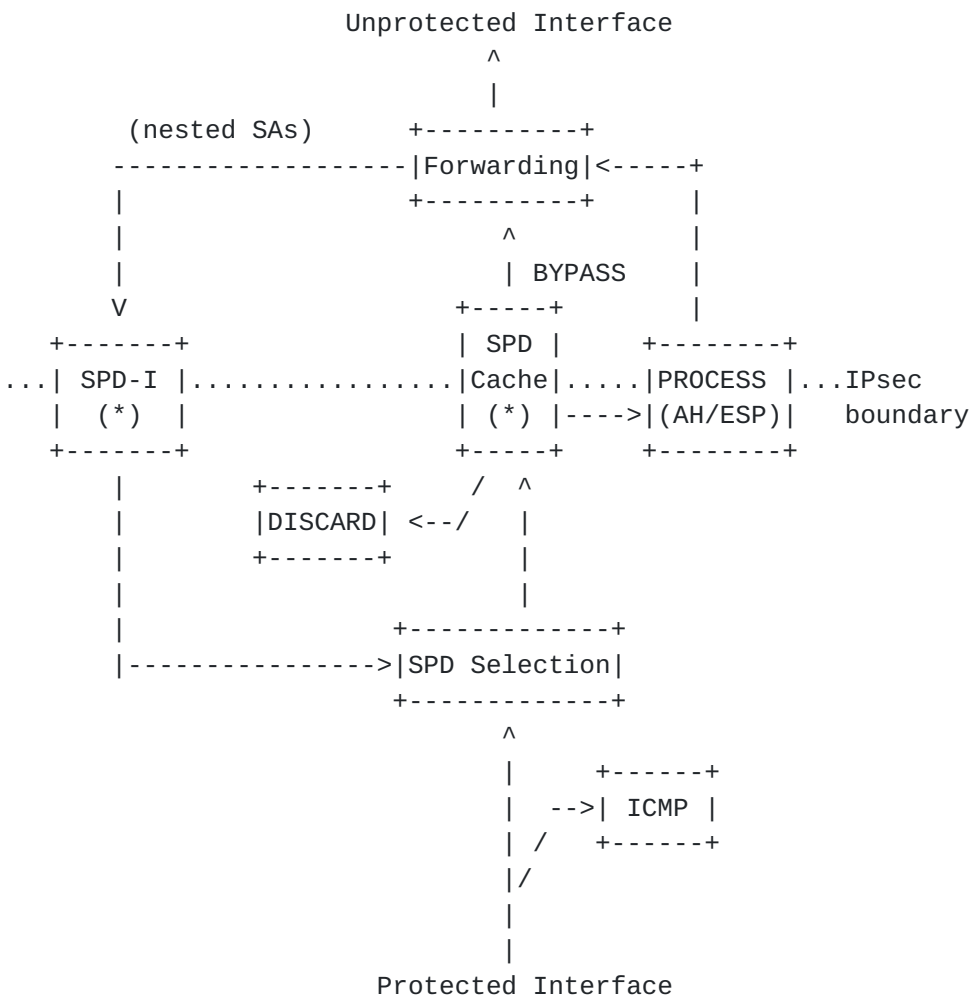 Unprotected Interface
(nested SAs)
Forwarding
BYPASS
SPD
SPD-I
Cache
PROCESS
IPsec
(*)
(*)
(AH/ESP)
boundary
DISCARD
SPD Selection
ICMP
Protected Interface